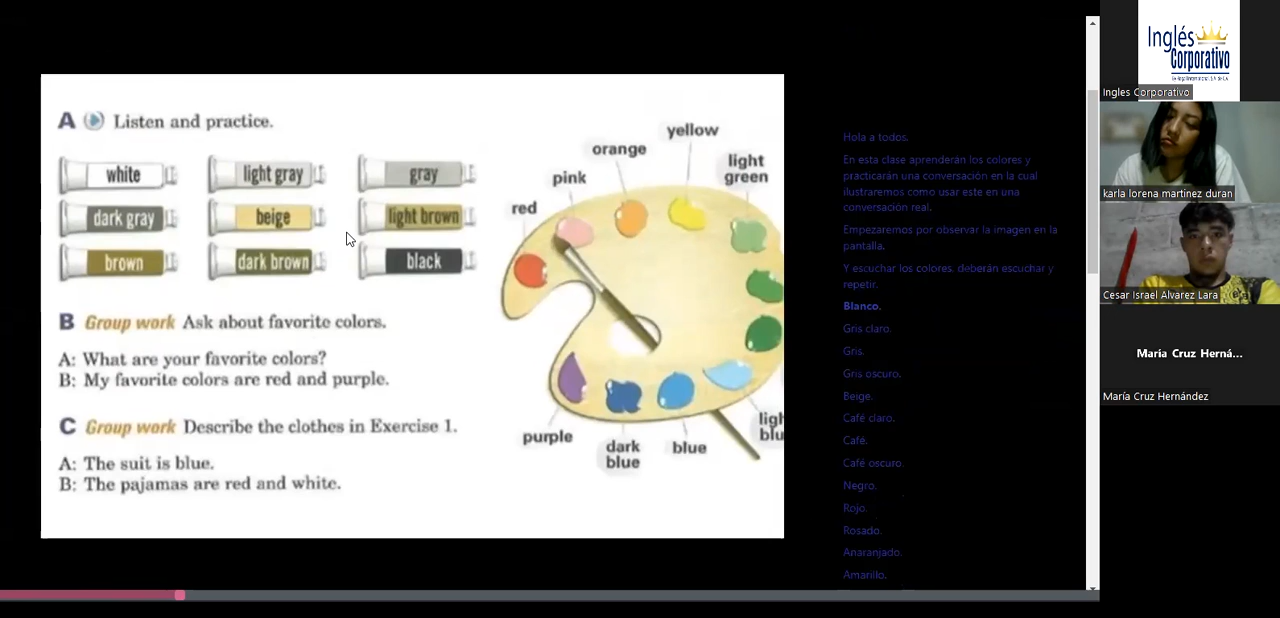 A Listen and practice.
white
light gray
gray
dark gray
beige
light brown
brown
dark brown
black
red
pink
orange
yellow
light
green
purple
dark
blue
blue
B Group work Ask about favorite colors.
A: What are your favorite colors?
B: My favorite colors are red and purple.
C Group work Describe the clothes in Exercise 1.
A: The suit is blue.
B: The pajamas are red and white.
Hola a todos.
En esta clase aprenderán los colores y
practicarán una conversación en la cual
ilustraremos como usar este en una
conversación real.
Empezaremos por observar la imagen en la
pantalla.
Y escuchar los colores, deberán escuchar y
repetir.
Blanco.
Gris claro.
Gris.
Gris oscuro.
Beige.
Café claro.
Café.
Café oscuro.
Negro.
Rojo.
Rosado.
Anaranjado.
Amarillo.
Inglés
Corporativo
Ingles Corporativo
karla lorena martinez duran
Cesar Israel Alvarez Lara
María Cruz Herná...
María Cruz Hernández